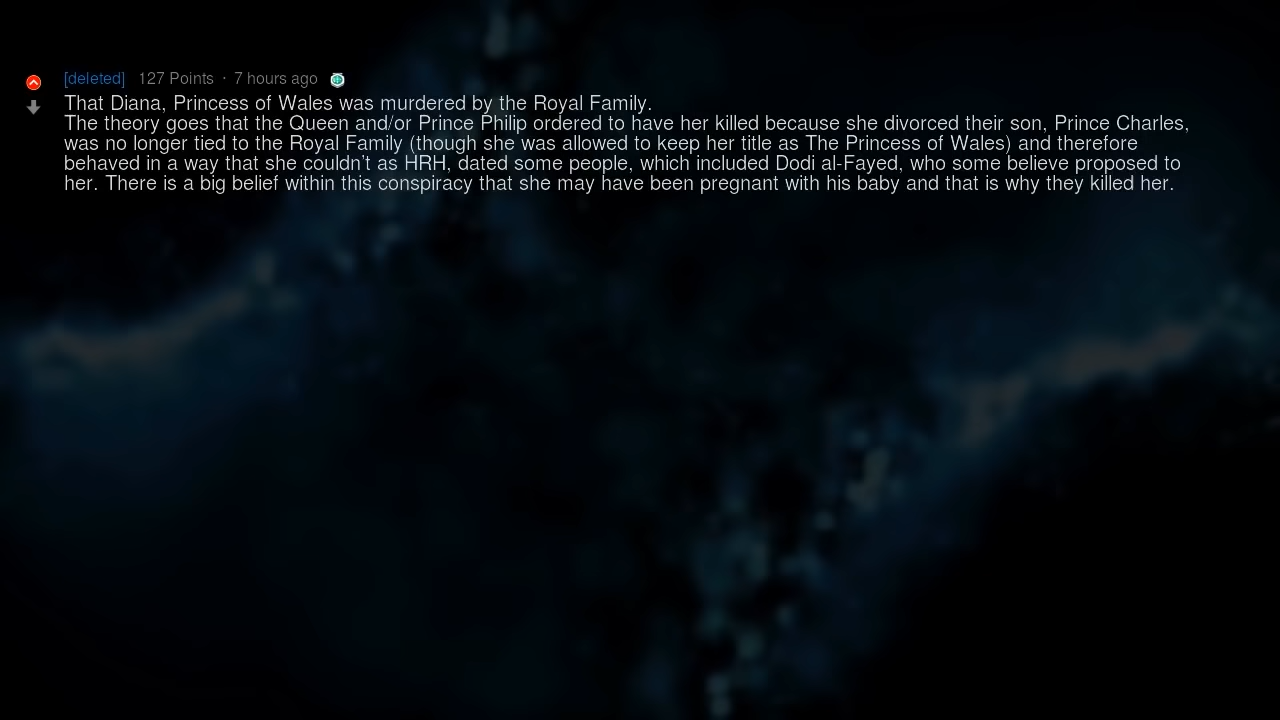 [deleted] 127 Points · 7 hours ago
That Diana, Princess of Wales was murdered by the Royal Family.
The theory goes that the Queen and/or Prince Philip ordered to have her killed because she divorced their son, Prince Charles,
was no longer tied to the Royal Family (though she was allowed to keep her title as The Princess of Wales) and therefore
behaved in a way that she couldn't as HRH, dated some people, which included Dodi al-Fayed, who some believe proposed to
her. There is a big belief within this conspiracy that she may have been pregnant with his baby and that is why they killed her.